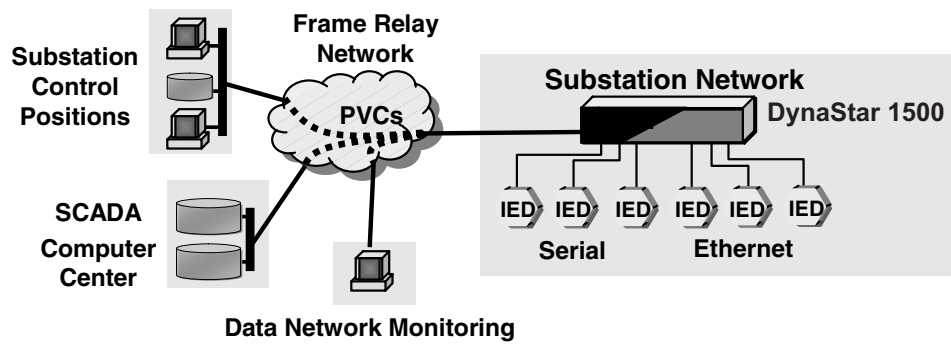 Substation
Control
Positions
Frame Relay
Network
PVCs
Substation Network
DynaStar 1500
IED
IED
IED
IED
IED
IED
Serial
Ethernet
SCADA
Computer
Center
Data Network Monitoring